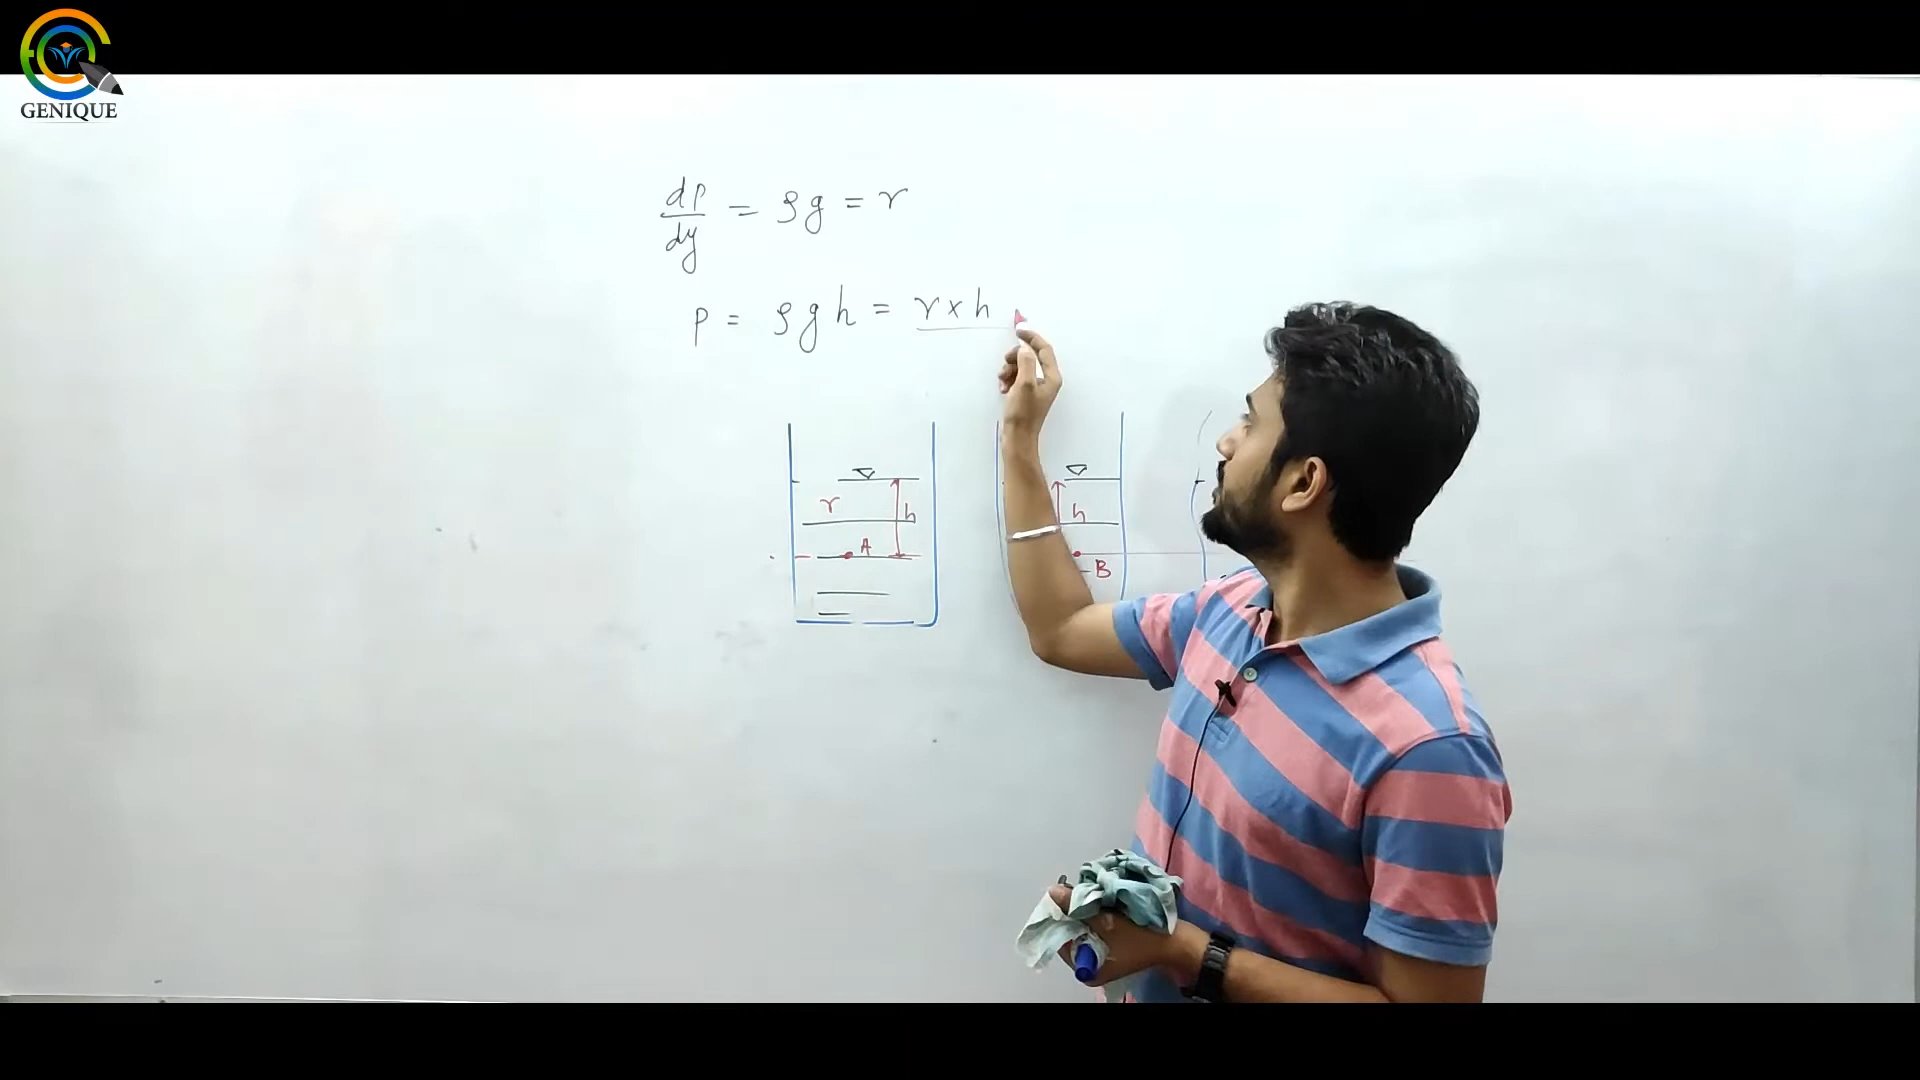 GENIQUE
dp/dy = ρg = γ
p = ρgh = γ×h
γ
h
A
h
B